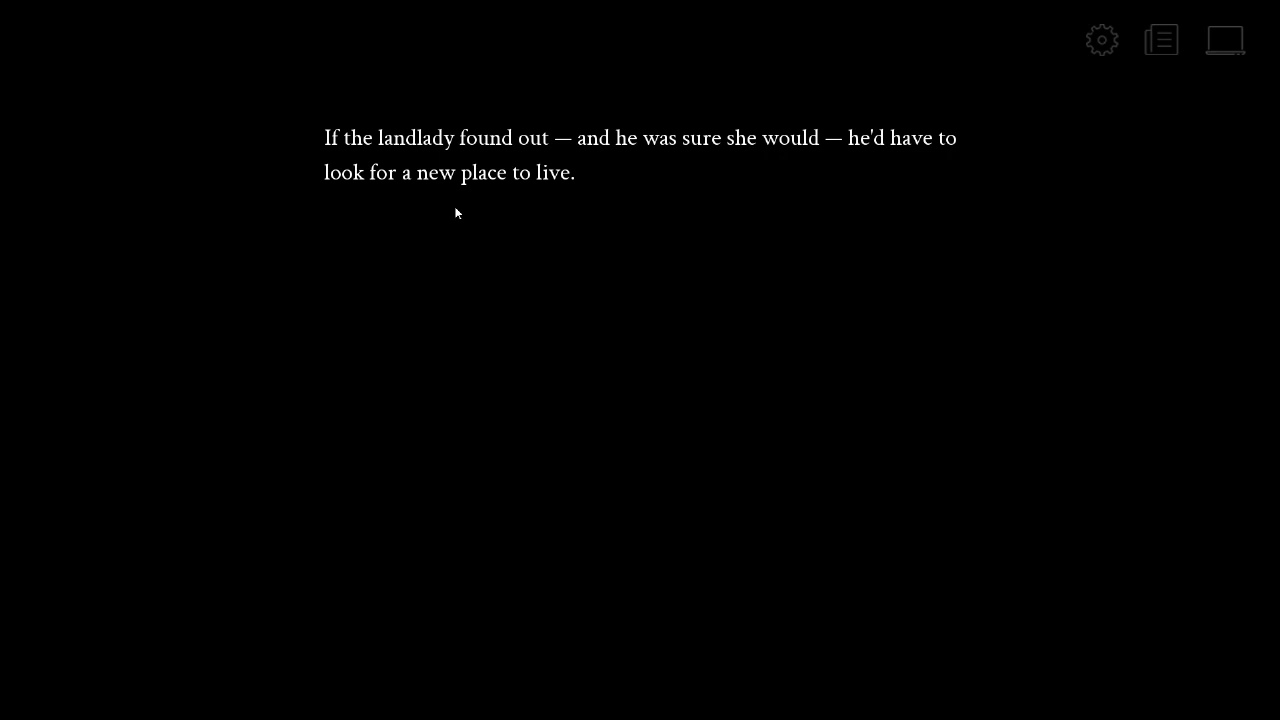 If the landlady found out — and he was sure she would — he'd have to
look for a new place to live.